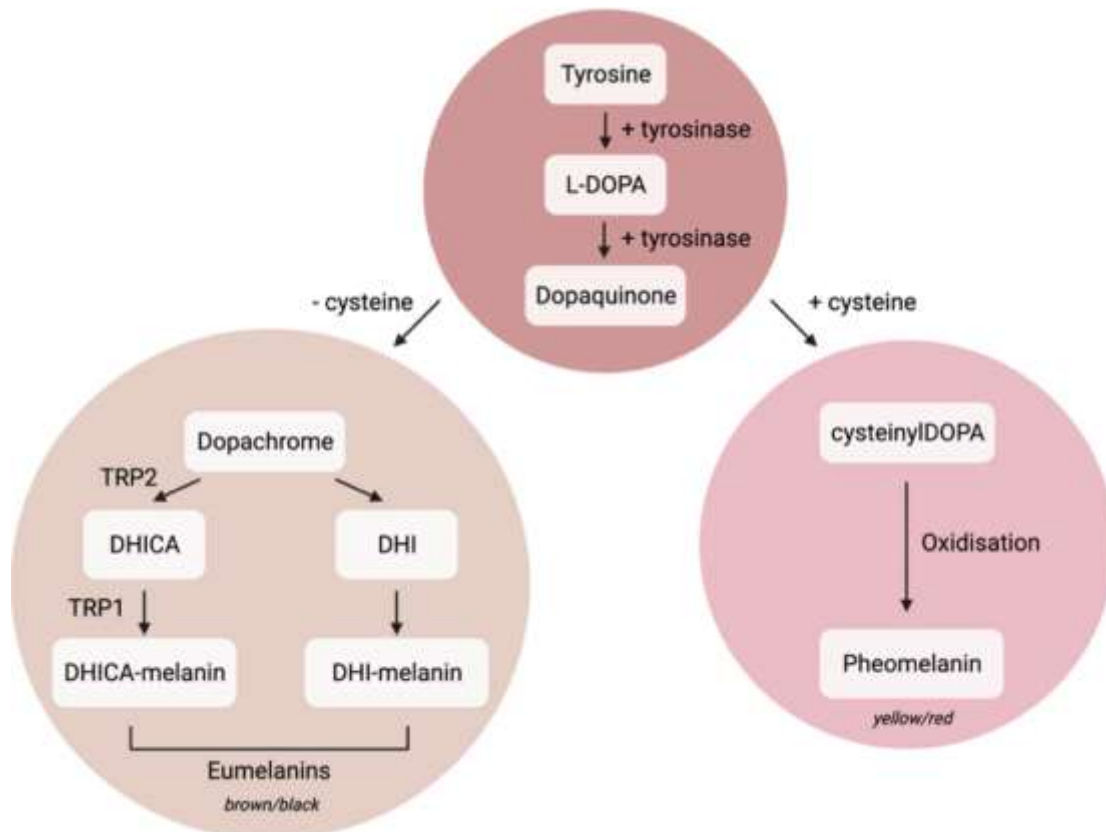 Tyrosine
+ tyrosinase
L-DOPA
+ tyrosinase
Dopaquinone
- cysteine
+ cysteine
Dopachrome
TRP2
DHICA
DHI
TRP1
DHICA-melanin
DHI-melanin
Eumelanins
brown/black
cysteinylDOPA
Oxidisation
Pheomelanin
yellow/red